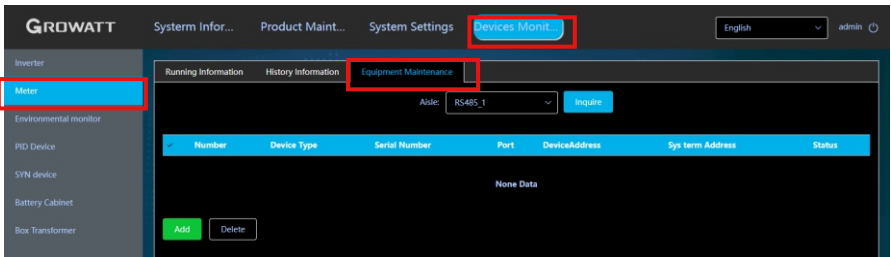 GROWATT
Systerm Infor...
Product Maint...
System Settings
Devices Monit...
English
admin
Inverter
Meter
Environmental monitor
PID Device
SYN device
Battery Cabinet
Box Transformer
Running Information
History Information
Equipment Maintenance
Aisle:
RS485_1
Inquire
Number
Device Type
Serial Number
Port
DeviceAddress
Sys term Address
Status
None Data
Add
Delete